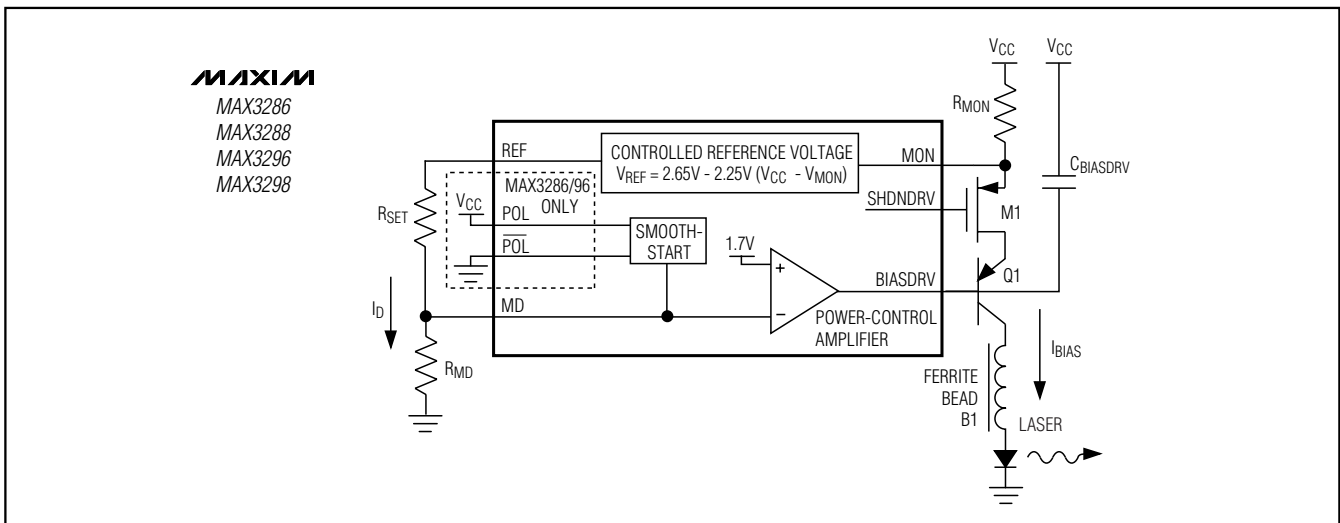 MAXIM
MAX3286
MAX3288
MAX3296
MAX3298
VCC
VCC
RMON
REF
CONTROLLED REFERENCE VOLTAGE
VREF = 2.65V - 2.25V (VCC - VMON)
MON
CBIASDRV
MAX3286/96
ONLY
SHDNDRV
M1
RSET
VCC
POL
POL
SMOOTH-
START
1.7V
+
BIASDRV
Q1
ID
MD
−
POWER-CONTROL
AMPLIFIER
RMD
IBIAS
FERRITE
BEAD
B1
LASER